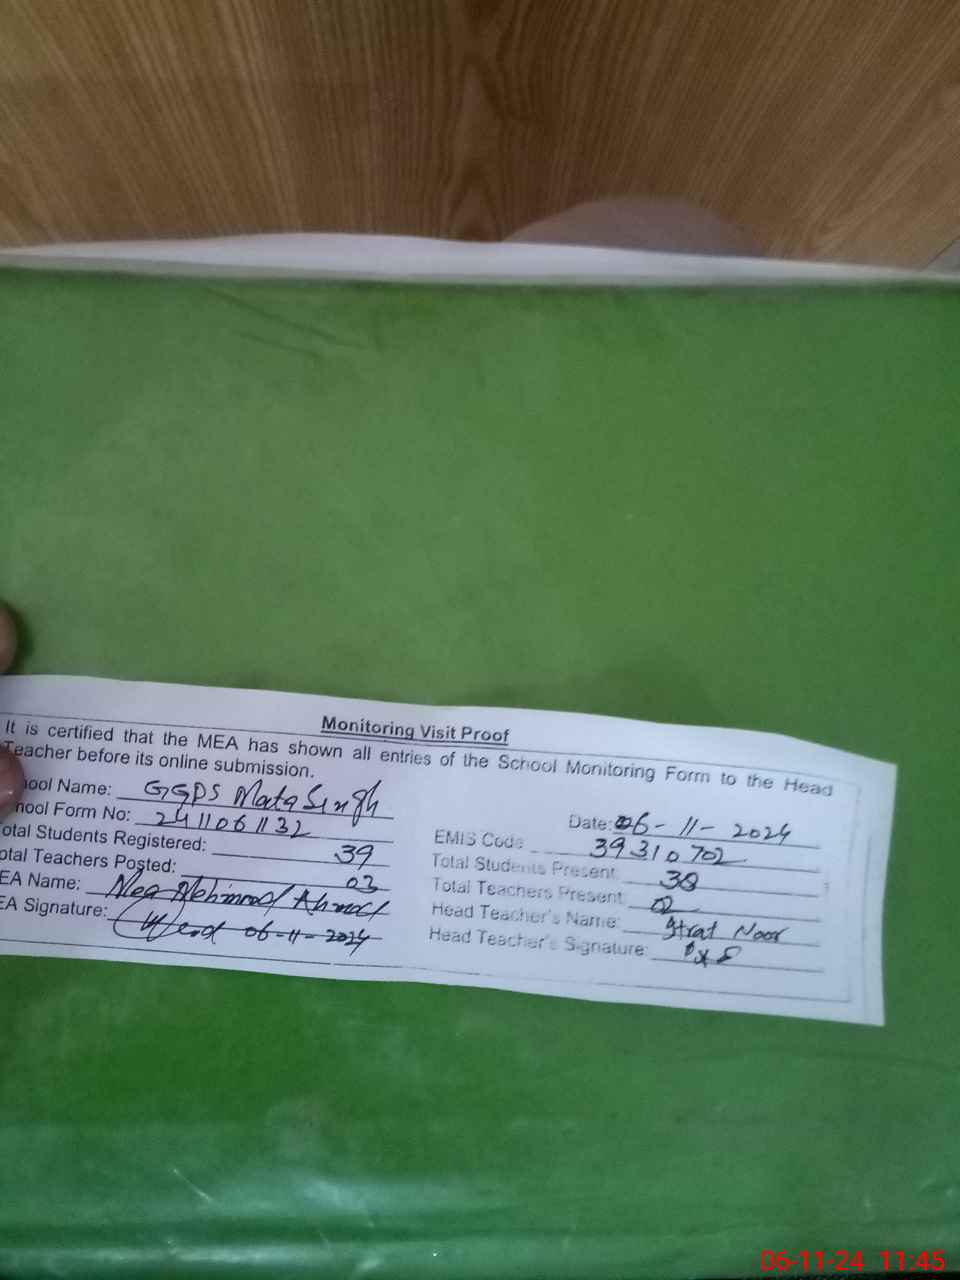 Monitoring Visit Proof
It is certified that the MEA has shown all entries of the School Monitoring Form to the Head
Teacher before its online submission.
hool Name: GGPS Mata Singh
Date: 06-11-2024
hool Form No: 2411061132
EMIS Code 39310702
otal Students Registered: 39
Total Students Present: 38
otal Teachers Posted: 03
Total Teachers Present: 02
EA Name: Ahmad
Head Teacher's Name: Noor
EA Signature: 06-11-2024
Head Teacher's Signature:
06-11-24 11:45